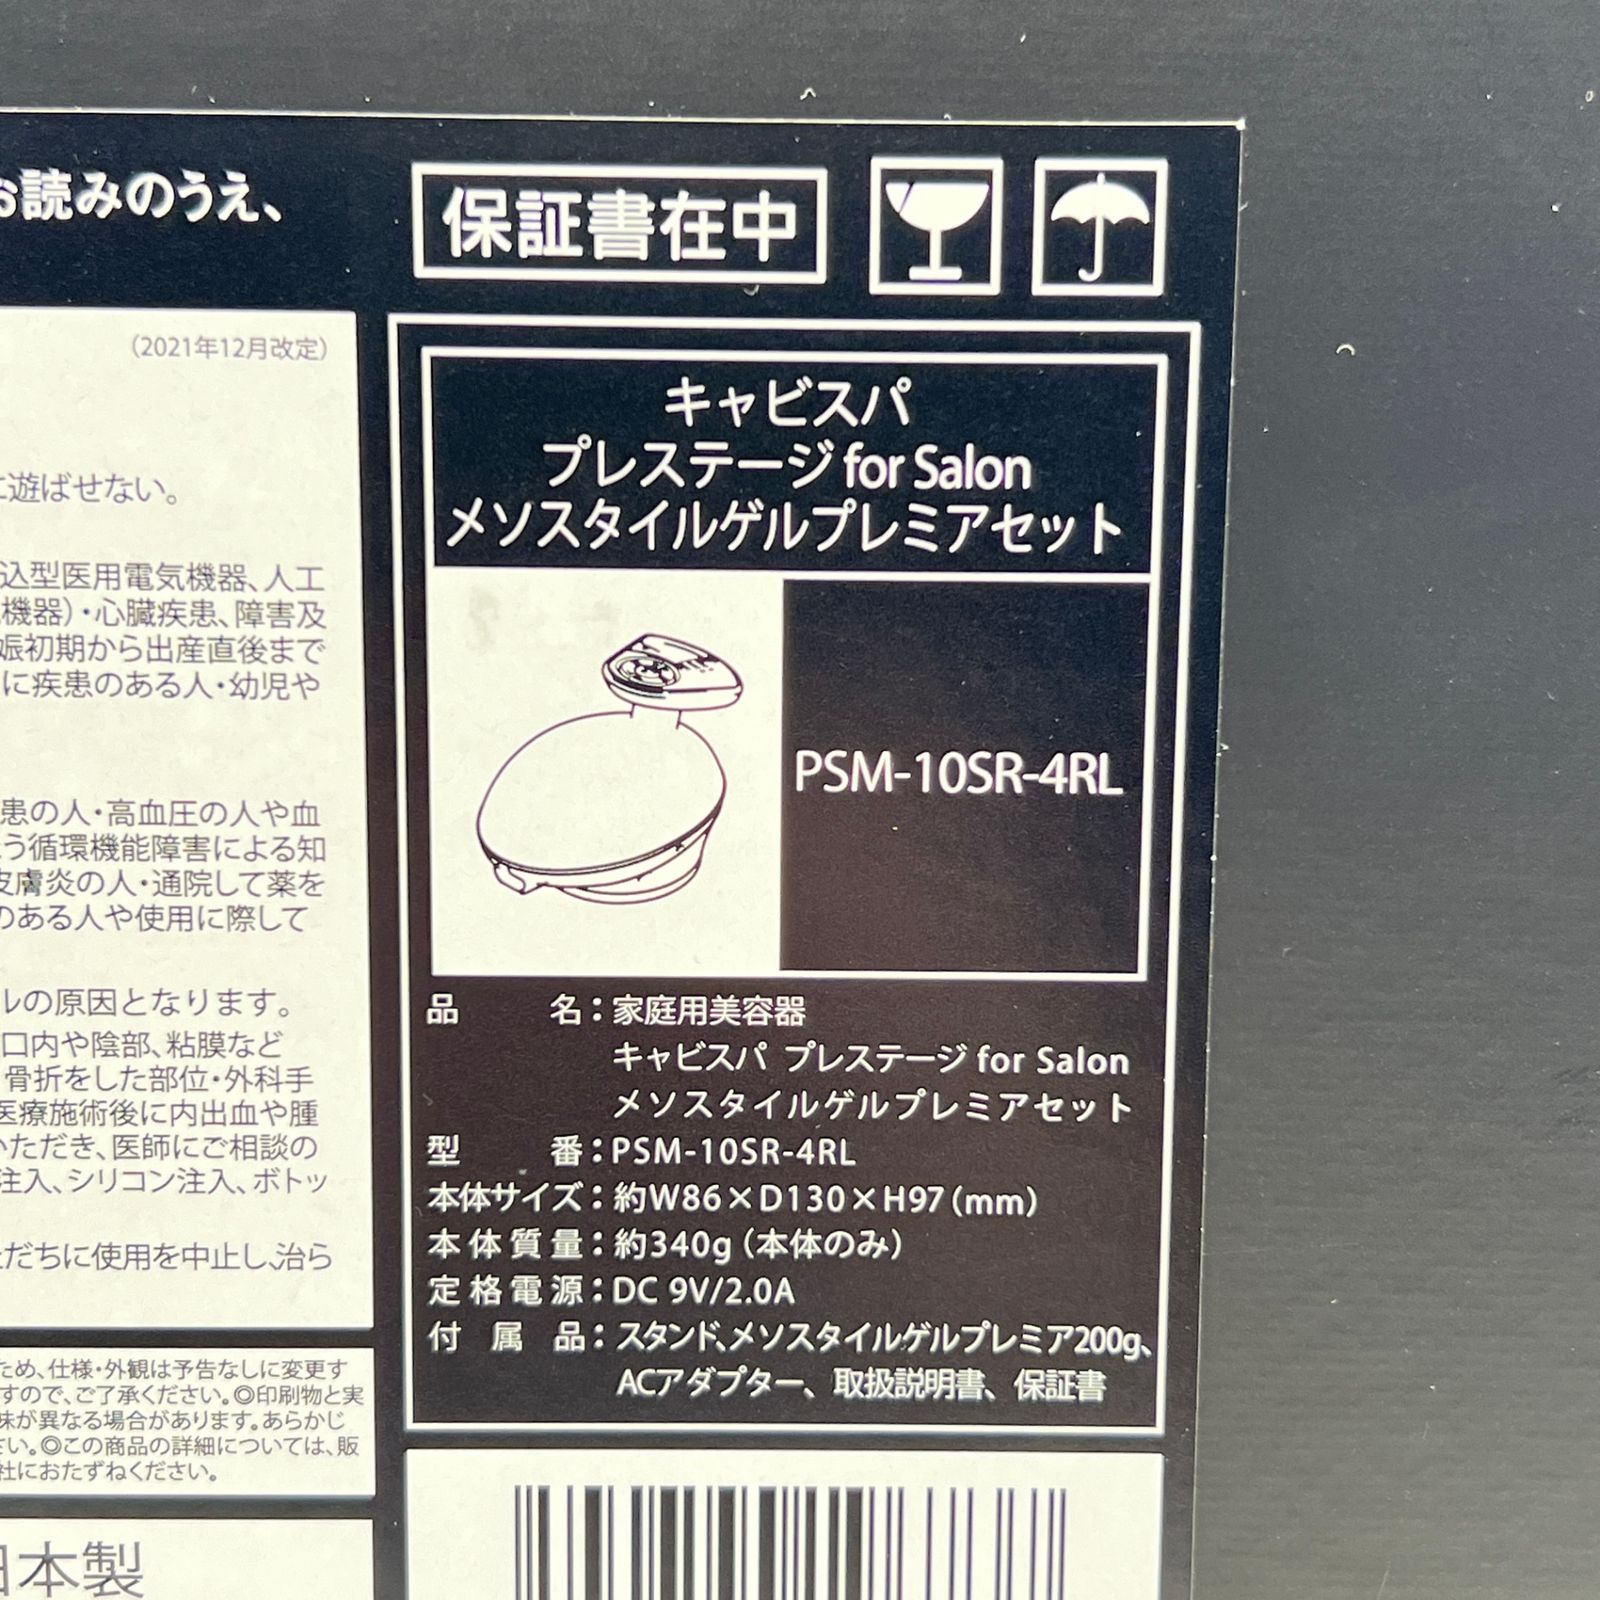 お読みのうえ、
保証書在中
（2021年12月改定）
に遊ばせない。
込型医用電気機器、人工
機器）・心臓疾患、障害及
娠初期から出産直後まで
に疾患のある人・幼児や
患の人・高血圧の人や血
う循環機能障害による知
皮膚炎の人・通院して薬を
のある人や使用に際して
ルの原因となります。
口内や陰部、粘膜など
骨折をした部位・外科手
医療施術後に内出血や腫
いただき、医師にご相談の
注入、シリコン注入、ボトッ
ただちに使用を中止し、治ら
ため、仕様・外観は予告なしに変更す
すので、ご了承ください。◎印刷物と実
味が異なる場合があります。あらかじ
さい。◎この商品の詳細については、販
社におたずねください。
日本製
キャビスパ
プレステージ for Salon
メソスタイルゲルプレミアセット
PSM-10SR-4RL
品名：家庭用美容器
キャビスパ プレステージ for Salon
メソスタイルゲルプレミアセット
型番：PSM-10SR-4RL
本体サイズ：約W86×D130×H97（mm）
本体質量：約340g（本体のみ）
定格電源：DC 9V/2.0A
付属品：スタンド、メソスタイルゲルプレミア200g、
ACアダプター、取扱説明書、保証書